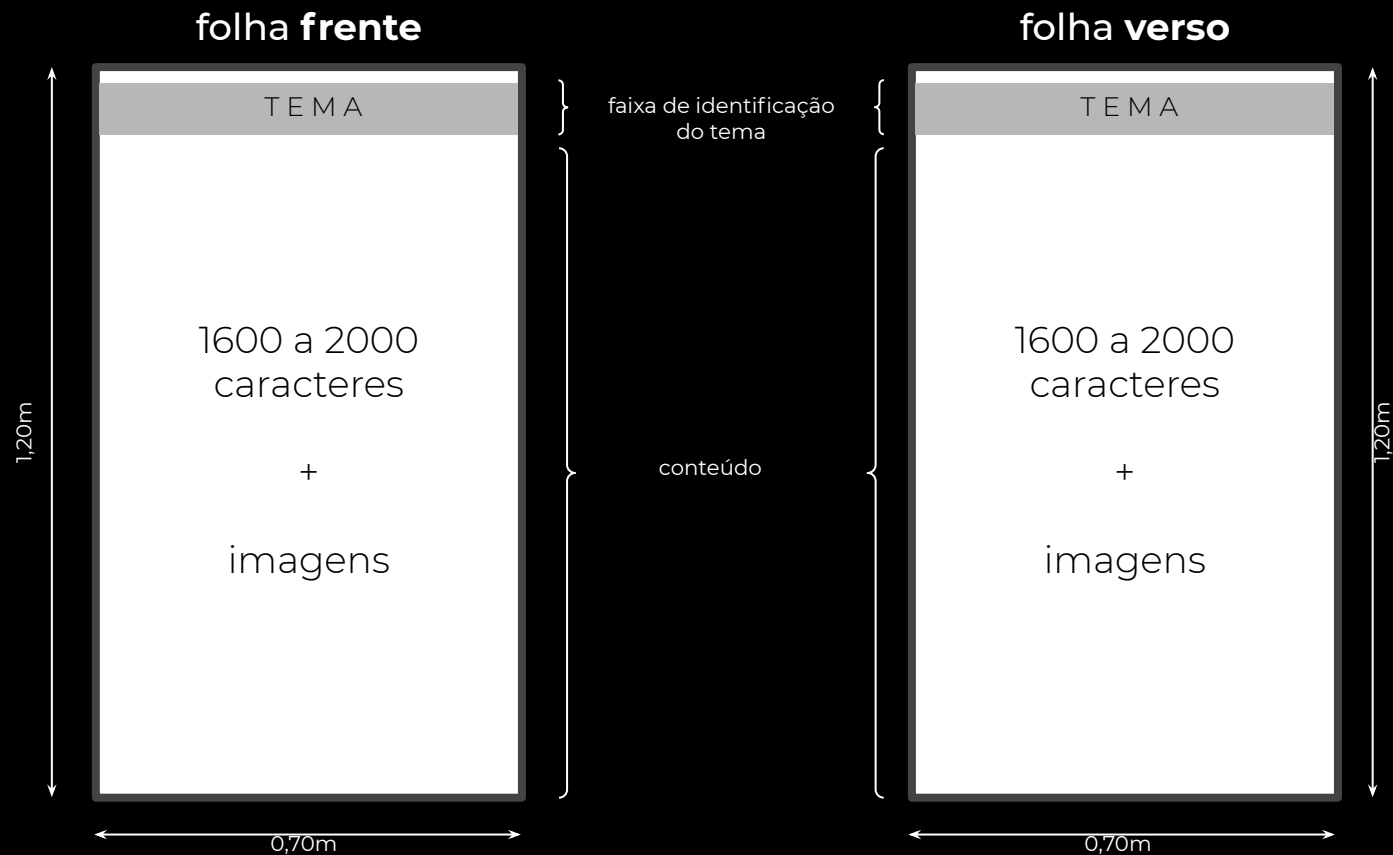 folha frente
folha verso
TEMA
faixa de identificação
do tema
TEMA
1600 a 2000
caracteres
+
imagens
1,20m
0,70m
conteúdo
1600 a 2000
caracteres
+
imagens
1,20m
0,70m